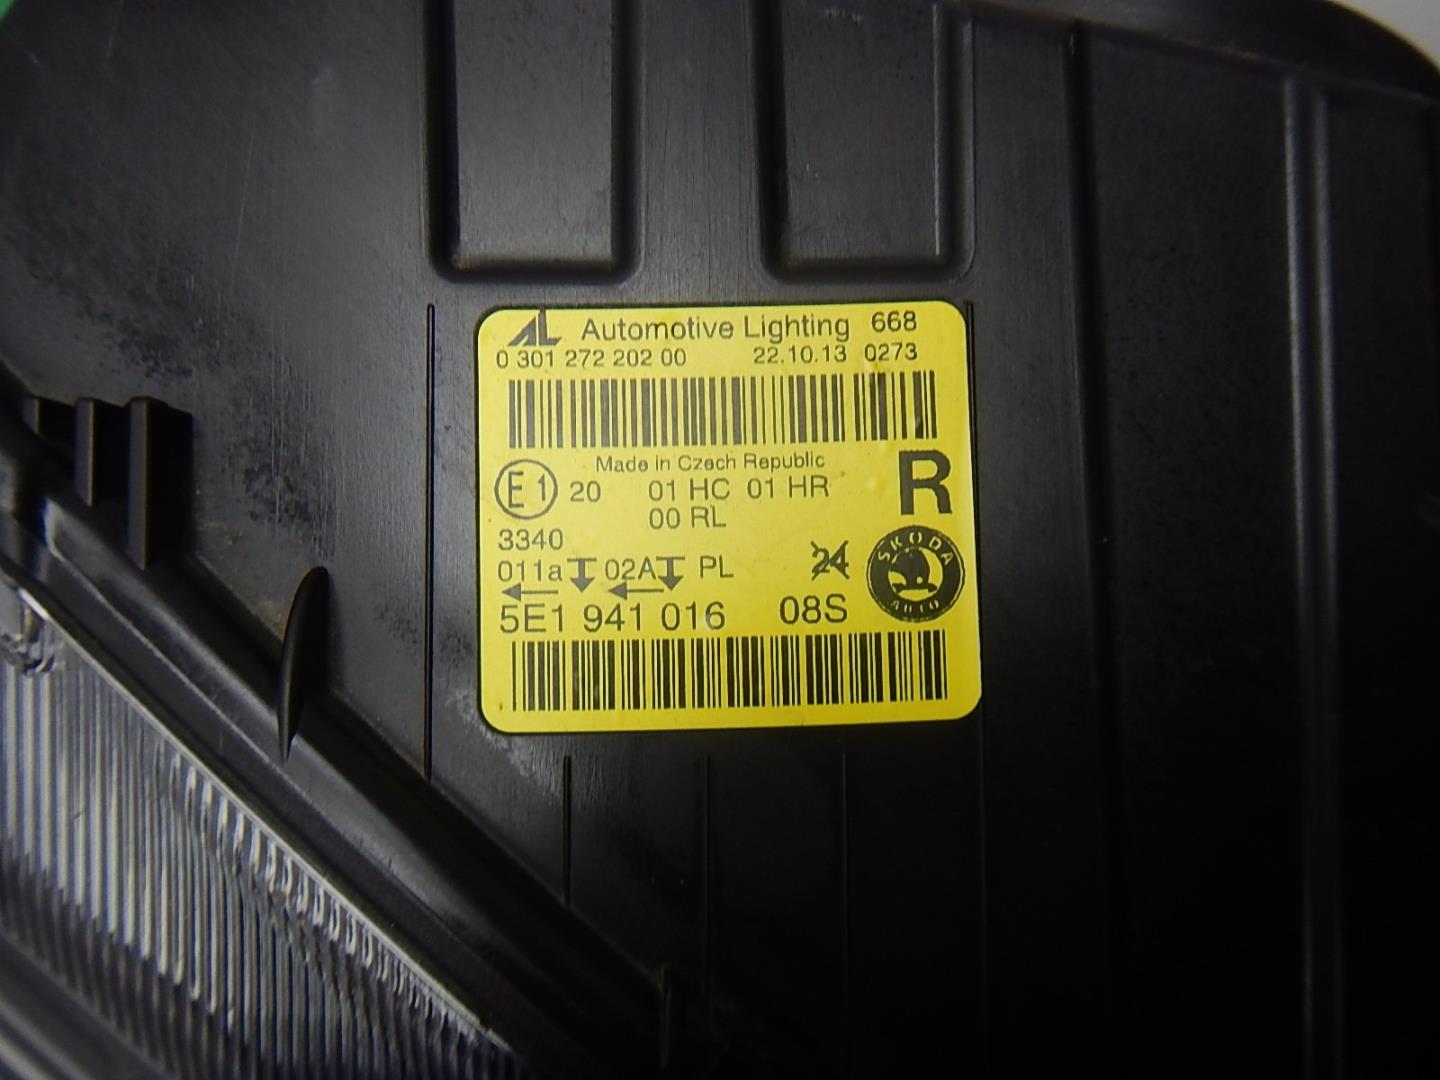 AL Automotive Lighting 668
0 301 272 202 00 22.10.13 0273
Made in Czech Republic
E1 20 01 HC 01 HR R
00 RL
3340
011a 02A PL 24
5E1 941 016 08S
SKODA
AUTO